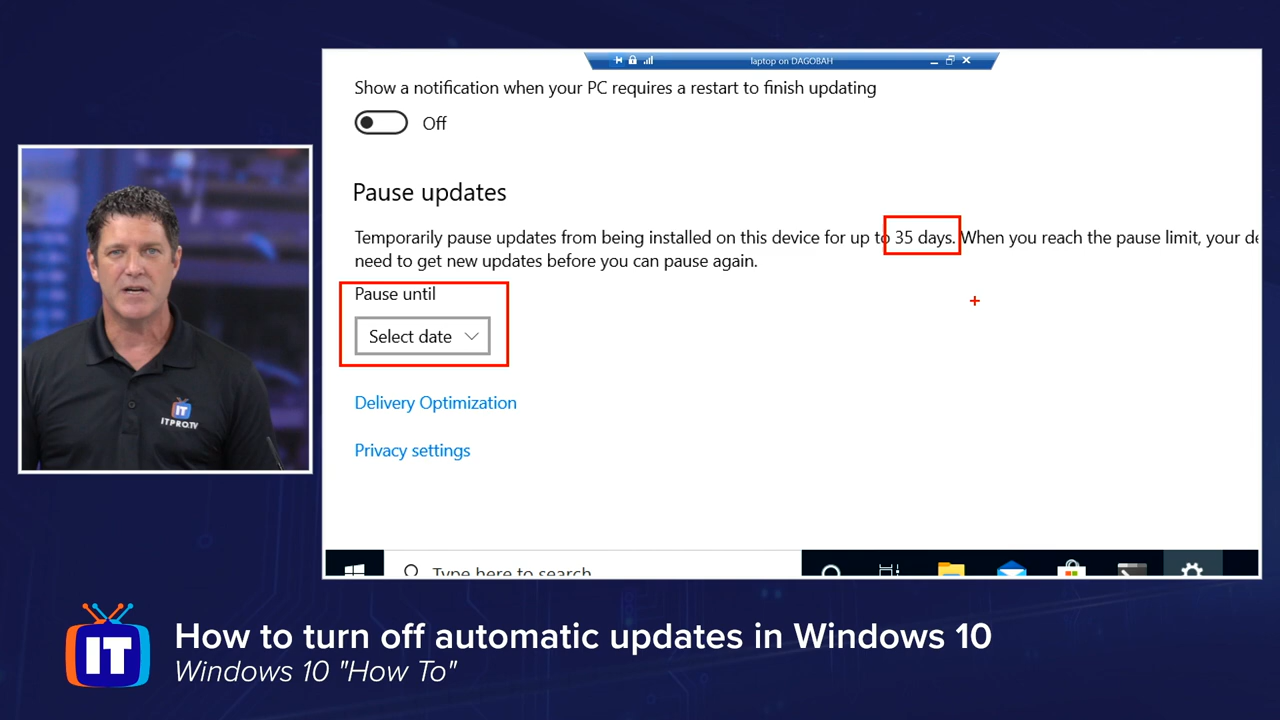 laptop on DAGOBAH
Show a notification when your PC requires a restart to finish updating
Off
Pause updates
Temporarily pause updates from being installed on this device for up to 35 days. When you reach the pause limit, your de
need to get new updates before you can pause again.
Pause until
Select date
Delivery Optimization
Privacy settings
Type here to search
IT
ITPRO.TV
IT
How to turn off automatic updates in Windows 10
Windows 10 "How To"